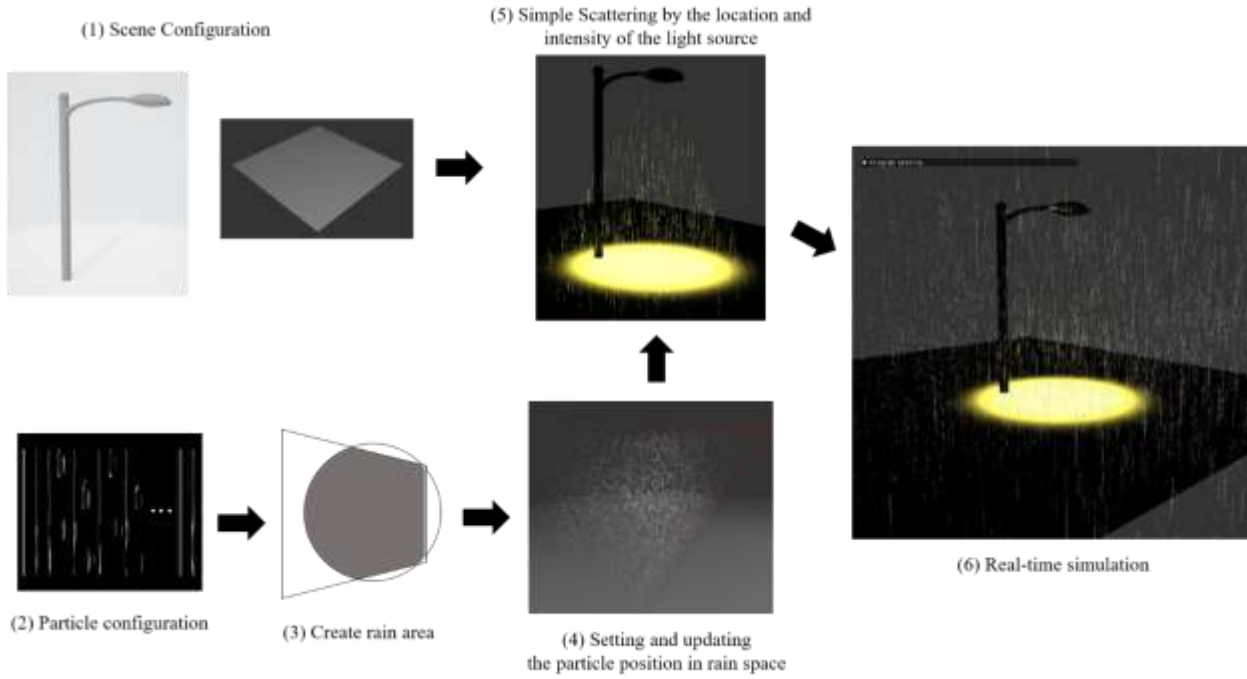 (1) Scene Configuration
(5) Simple Scattering by the location and
intensity of the light source
(2) Particle configuration
(3) Create rain area
(4) Setting and updating
the particle position in rain space
(6) Real-time simulation